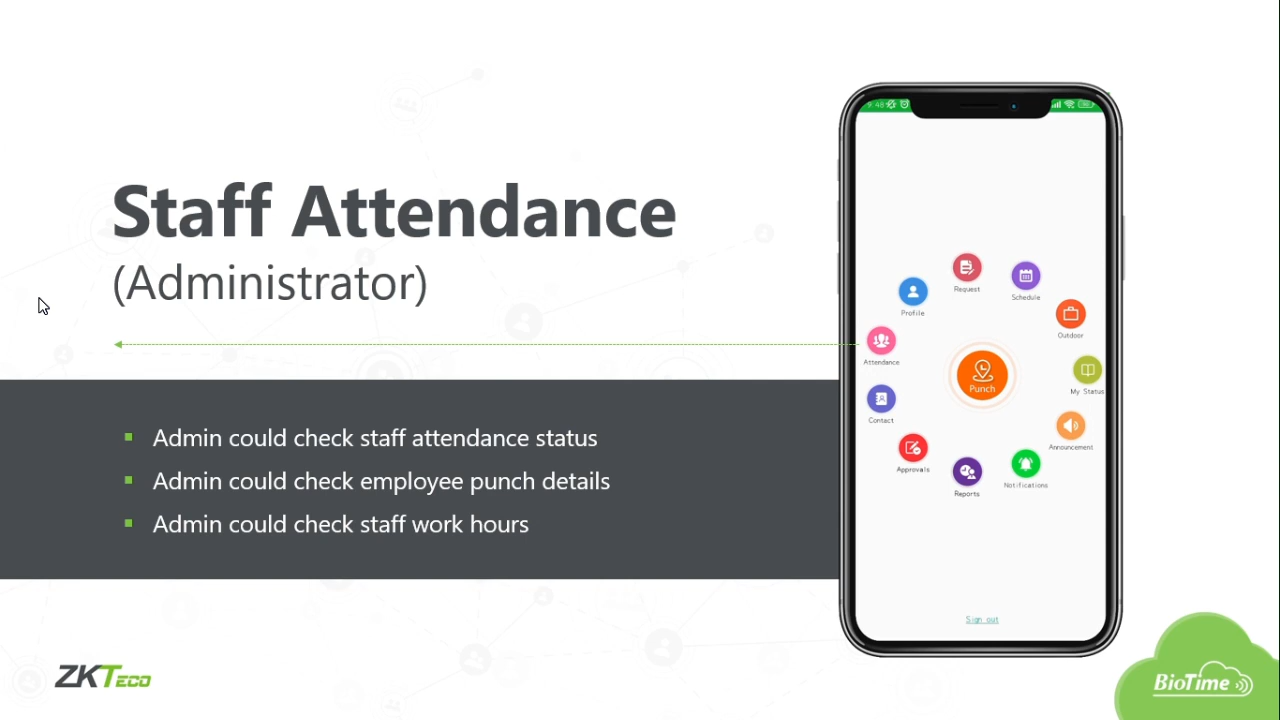 Staff Attendance
(Administrator)
Admin could check staff attendance status
Admin could check employee punch details
Admin could check staff work hours
9:48
Request
Schedule
Profile
Outdoor
Attendance
Punch
My Status
Contact
Announcement
Approvals
Notifications
Reports
Sign out
ZKTeco
BioTime